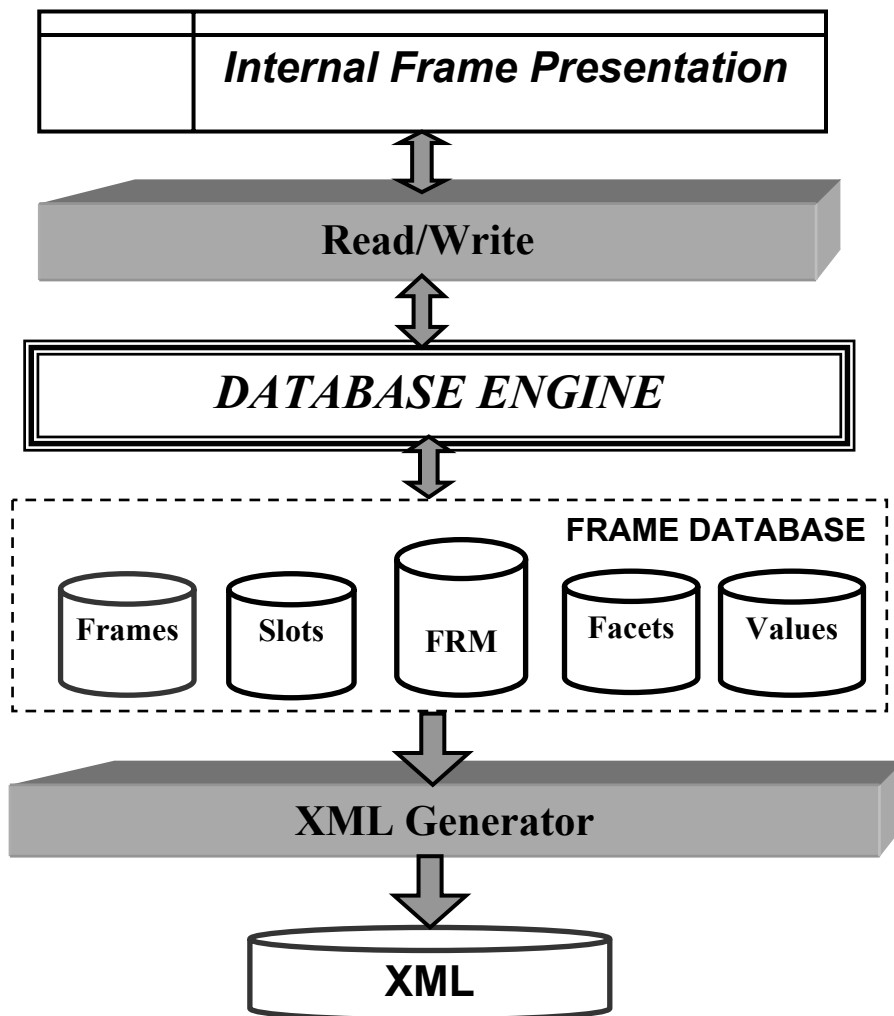 Internal Frame Presentation
Read/Write
DATABASE ENGINE
FRAME DATABASE
Frames
Slots
FRM
Facets
Values
XML Generator
XML